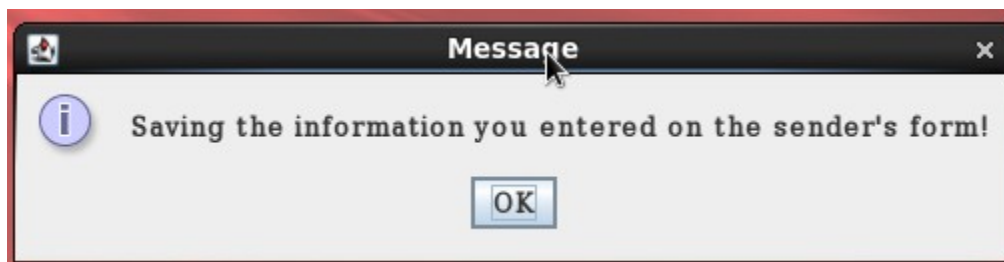 Message
Saving the information you entered on the sender's form!
OK